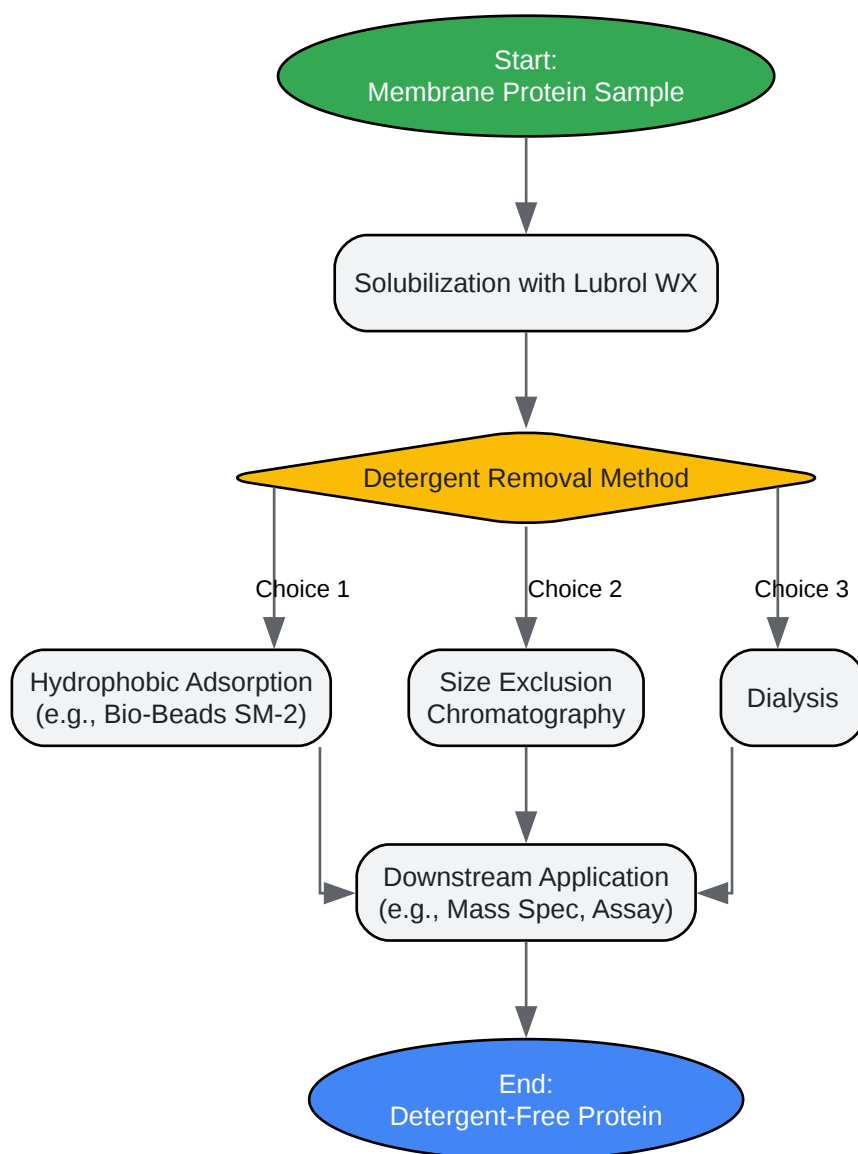 Start:
Membrane Protein Sample
Solubilization with Lubrol WX
Detergent Removal Method
Choice 1
Choice 2
Choice 3
Hydrophobic Adsorption
(e.g., Bio-Beads SM-2)
Size Exclusion
Chromatography
Dialysis
Downstream Application
(e.g., Mass Spec, Assay)
End:
Detergent-Free Protein